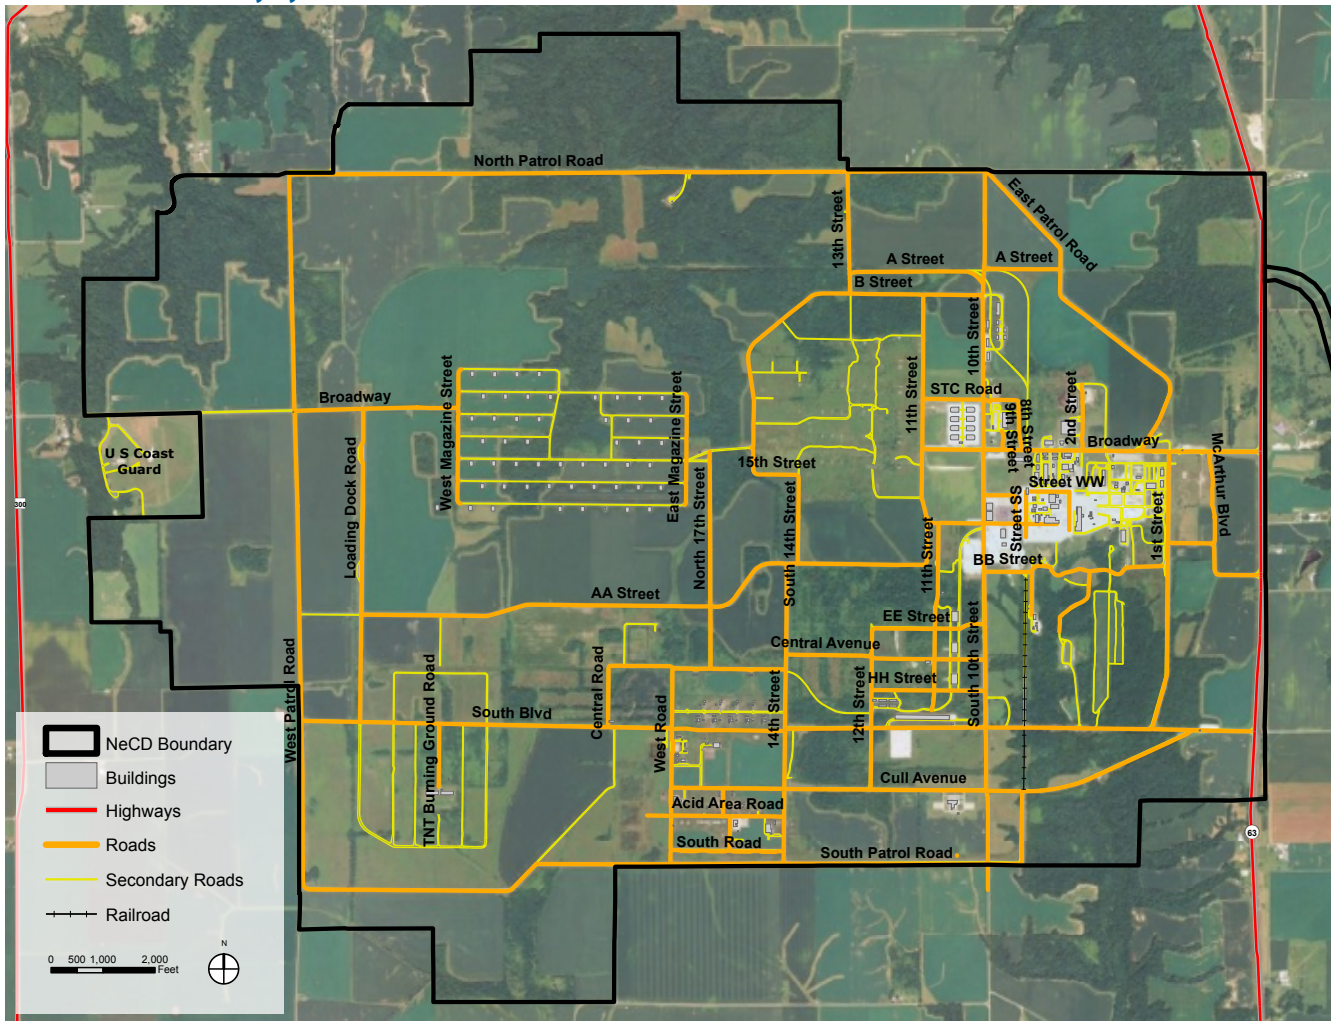 North Patrol Road
East Patrol Road
13th Street
A Street
A Street
B Street
10th Street
West Magazine Street
East Magazine Street
11th Street
STC Road
2nd Street
8th Street
9th Street
Broadway
Broadway
McArthur Blvd
U S Coast
Guard
15th Street
Street WW
300
Loading Dock Road
North 17th Street
South 14th Street
Street SS
1st Street
11th Street
BB Street
AA Street
EE Street
Central Avenue
HH Street
South 10th Street
West Patrol Road
TNT Burning Ground Road
South Blvd
Central Road
West Road
14th Street
12th Street
Cull Avenue
Acid Area Road
South Road
South Patrol Road
63
NeCD Boundary
Buildings
Highways
Roads
Secondary Roads
Railroad
N
0 500 1,000 2,000
Feet